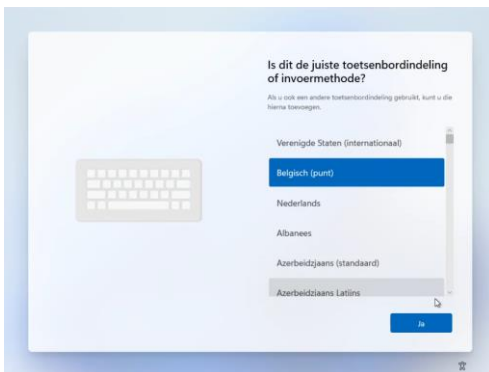 Is dit de juiste toetsenbordindeling
of invoermethode?
Als u ook een andere toetsenbordindeling gebruikt, kunt u die
hierna toevoegen.
Verenigde Staten (internationaal)
Belgisch (punt)
Nederlands
Albanees
Azerbeidzjaans (standaard)
Azerbeidzjaans Latijns
Ja